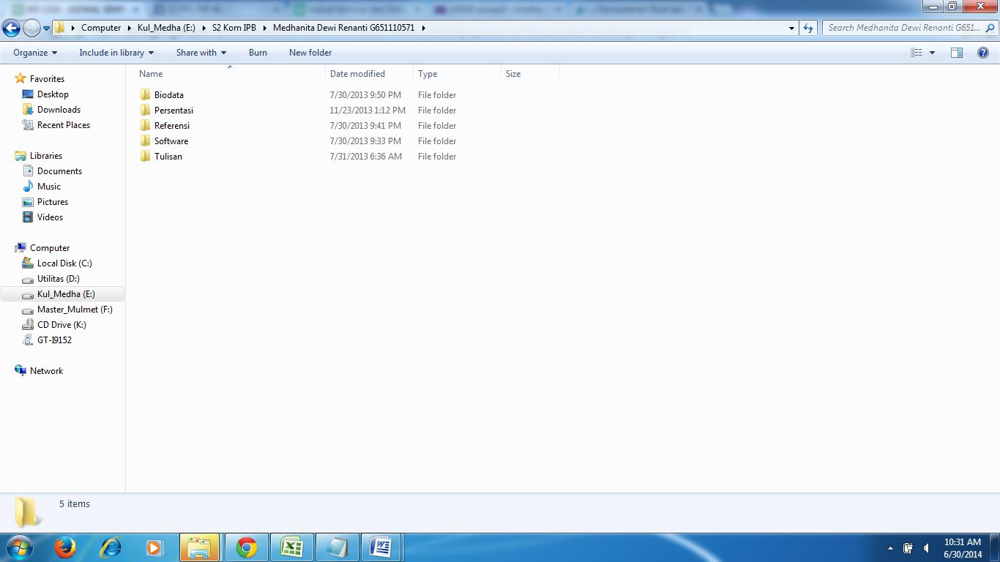 Computer Kul_Medha (E:) S2 Kom IPB Medhanita Dewi Renanti G651110571
Search Medhanita Dewi Renanti G651...
Organize Include in library Share with Burn New folder
Name Date modified Type Size
Favorites
Desktop
Downloads
Recent Places
Libraries
Documents
Music
Pictures
Videos
Computer
Local Disk (C:)
Utilitas (D:)
Kul_Medha (E:)
Master_Mulmet (F:)
CD Drive (K:)
GT-I9152
Network
Biodata 7/30/2013 9:50 PM File folder
Persentasi 11/23/2013 1:12 PM File folder
Referensi 7/30/2013 9:41 PM File folder
Software 7/30/2013 9:33 PM File folder
Tulisan 7/31/2013 6:36 AM File folder
5 items
10:31 AM
6/30/2014